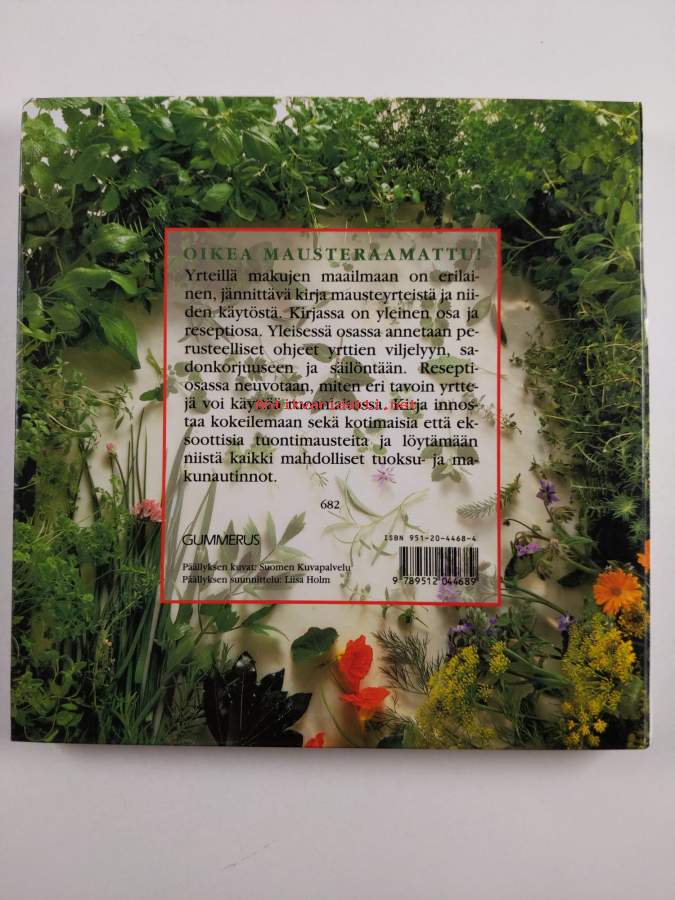 OIKEA MAUSTERAAMATTU!
Yrteillä makujen maailmaan on erilai-
nen, jännittävä kirja mausteyrteistä ja nii-
den käytöstä. Kirjassa on yleinen osa ja
reseptiosa. Yleisessä osassa annetaan pe-
rusteelliset ohjeet yrttien viljelyyn, sa-
donkorjuuseen ja säilöntään. Resepti-
osassa neuvotaan, miten eri tavoin yrtte-
jä voi käyttää ruoanlaitossa. Kirja innos-
taa kokeilemaan sekä kotimaisia että ek-
soottisia tuontimausteita ja löytämään
niistä kaikki mahdolliset tuoksu- ja ma-
kunautinnot.
682
GUMMERUS
ISBN 951-20-4468-4
Päällyksen kuvat: Suomen Kuvapalvelu
Päällyksen suunnittelu: Liisa Holm
9 789512 044689